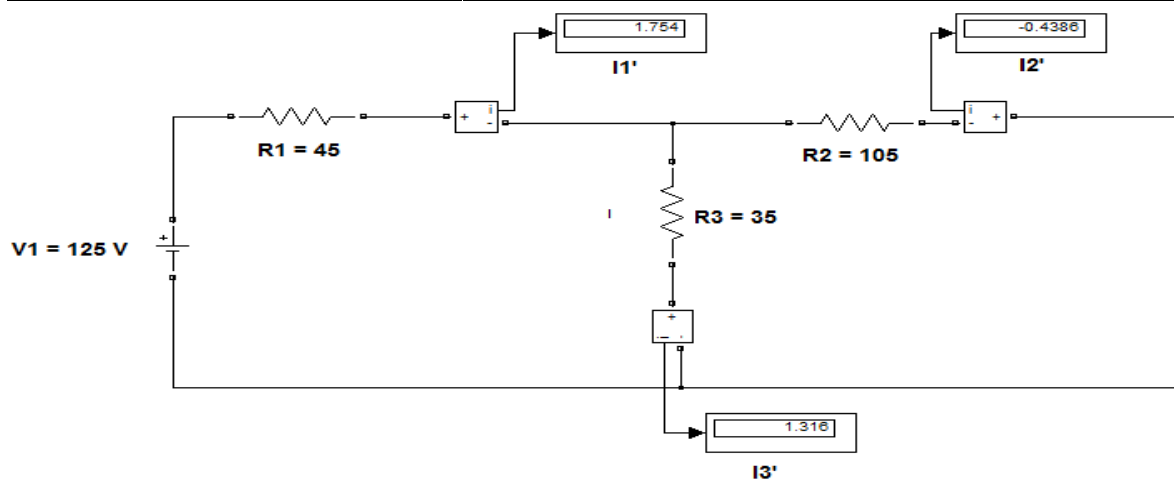 1.754
-0.4386
I1'
I2'
+
i
-
i
-
+
R1 = 45
R2 = 105
I
R3 = 35
+
V1 = 125 V
+
i
-
1.316
I3'